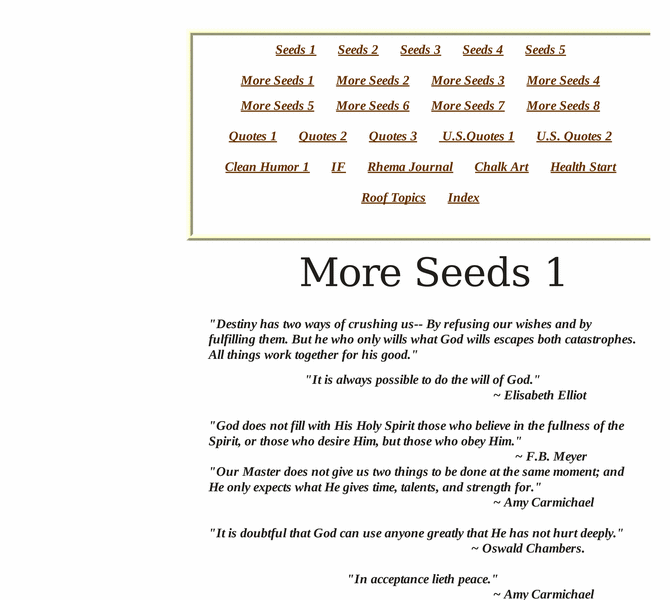 Seeds 1 Seeds 2 Seeds 3 Seeds 4 Seeds 5
More Seeds 1 More Seeds 2 More Seeds 3 More Seeds 4
More Seeds 5 More Seeds 6 More Seeds 7 More Seeds 8
Quotes 1 Quotes 2 Quotes 3 U.S.Quotes 1 U.S. Quotes 2
Clean Humor 1 IF Rhema Journal Chalk Art Health Start
Roof Topics Index
More Seeds 1
"Destiny has two ways of crushing us-- By refusing our wishes and by
fulfilling them. But he who only wills what God wills escapes both catastrophes.
All things work together for his good."
"It is always possible to do the will of God."
~ Elisabeth Elliot
"God does not fill with His Holy Spirit those who believe in the fullness of the
Spirit, or those who desire Him, but those who obey Him."
~ F.B. Meyer
"Our Master does not give us two things to be done at the same moment; and
He only expects what He gives time, talents, and strength for."
~ Amy Carmichael
"It is doubtful that God can use anyone greatly that He has not hurt deeply."
~ Oswald Chambers.
"In acceptance lieth peace."
~ Amy Carmichael